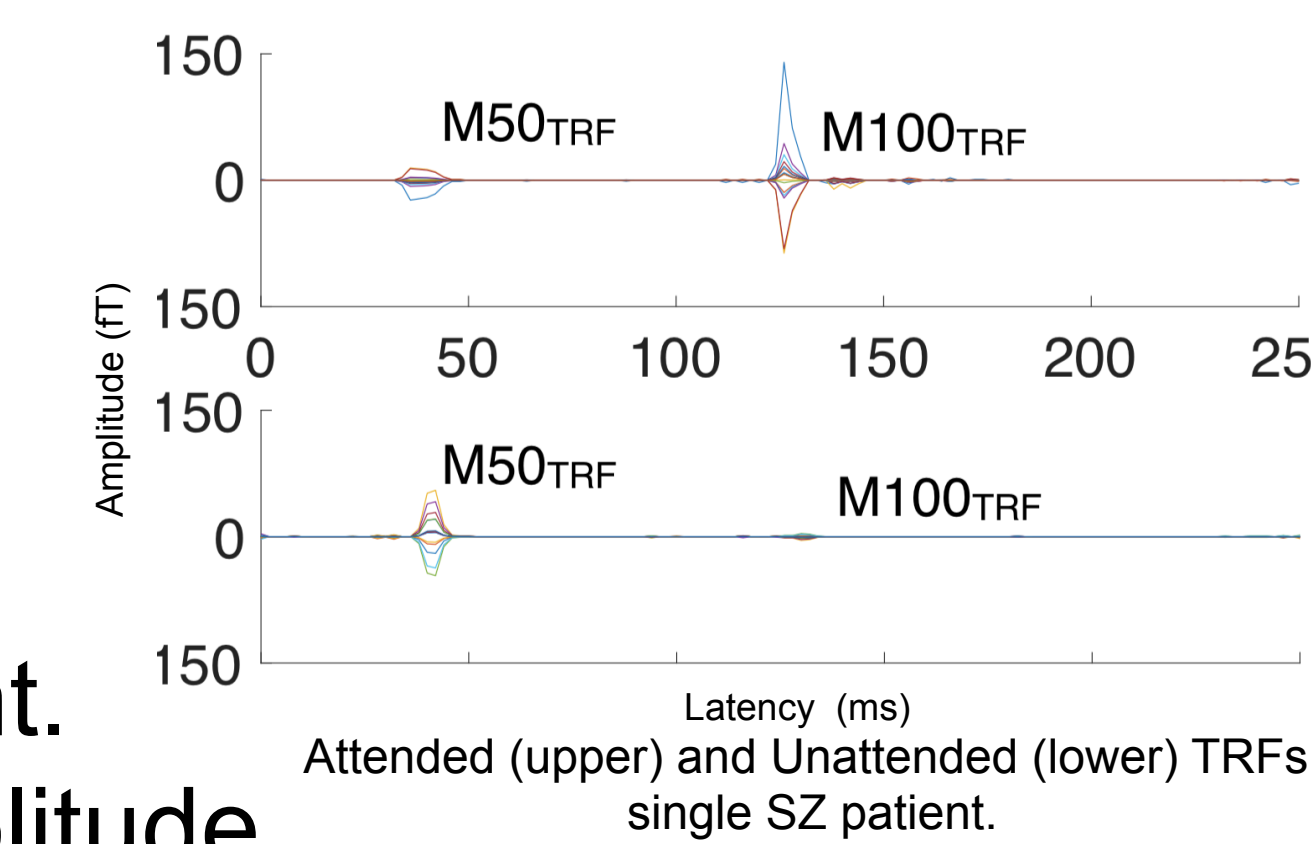 150
M50TRF
M100TRF
0
150
0 50 100 150 200 25
Amplitude (fT)
150
M50TRF
M100TRF
0
150
Latency (ms)
Attended (upper) and Unattended (lower) TRFs
single SZ patient.